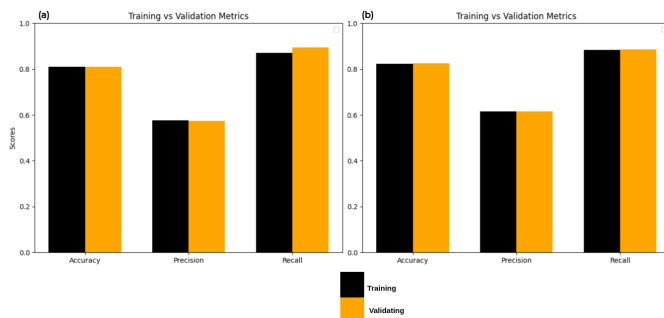 (a)
Training vs Validation Metrics
1.0
0.8
0.6
0.4
0.2
0.0
Scores
Accuracy
Precision
Recall
(b)
Training vs Validation Metrics
1.0
0.8
0.6
0.4
0.2
0.0
Accuracy
Precision
Recall
Training
Validating